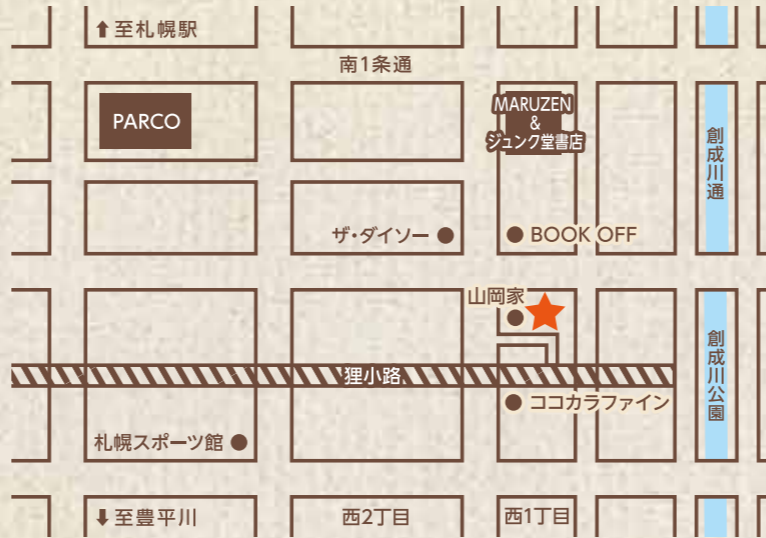 ⬆至札幌駅
南1条通
PARCO
MARUZEN
&
ジュンク堂書店
創成川通
ザ・ダイソー
BOOK OFF
山岡家
狸小路
創成川公園
ココカラファイン
札幌スポーツ館
⬇至豊平川
西2丁目
西1丁目